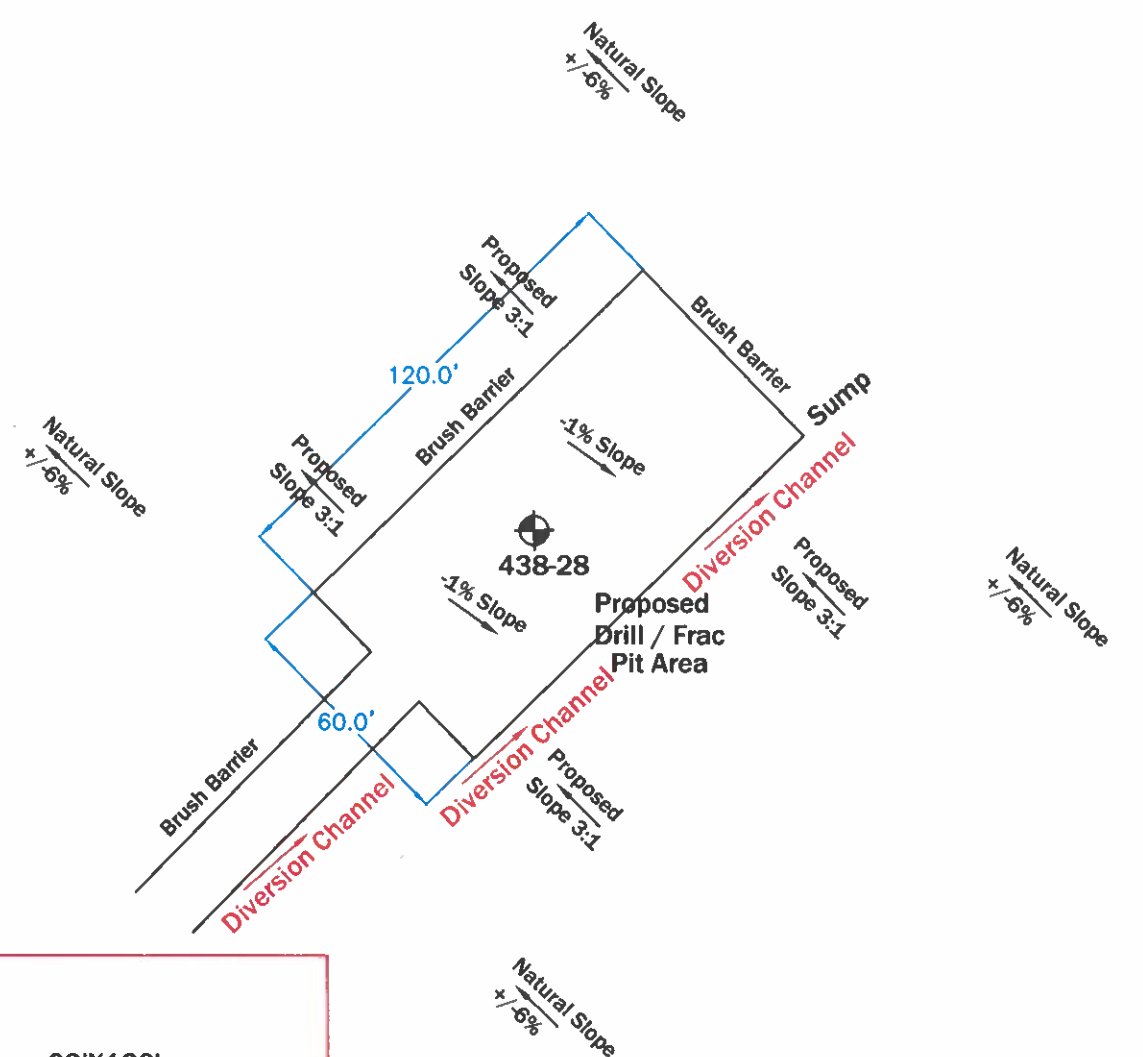 Natural Slope
+/-6%
Proposed
Slope 3:1
Brush Barrier
120.0'
Brush Barrier
Sump
Natural Slope
+/-6%
Proposed
Slope 3:1
-1% Slope
Diversion Channel
438-28
-1% Slope
Proposed
Drill / Frac
Pit Area
Proposed
Slope 3:1
Natural Slope
+/-6%
60.0'
Diversion Channel
Brush Barrier
Proposed
Slope 3:1
Diversion Channel
Natural Slope
+/-6%